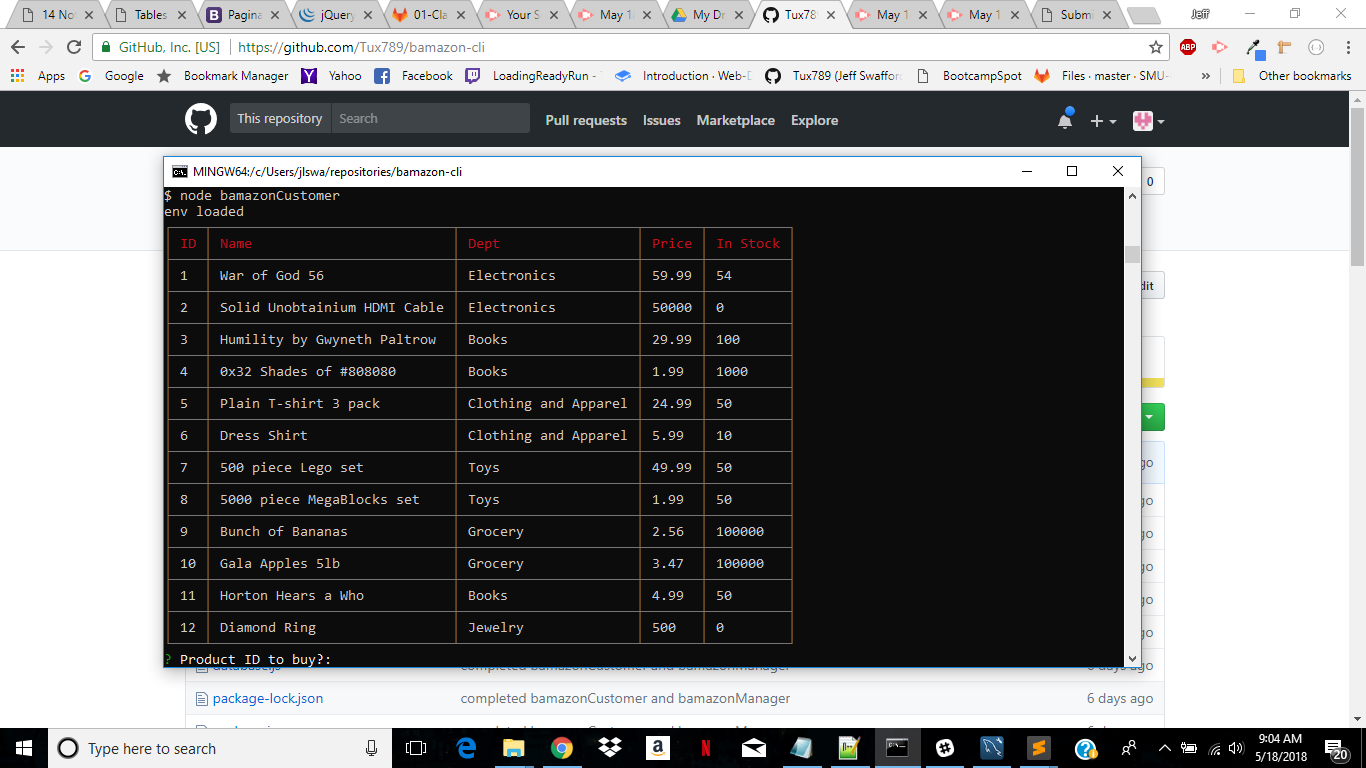 14 No
Tables
Pagina
jQuery
01-Cla
Your S
May 1
My Dr
Tux789
May 1
May 1
Submi
Jeff
GitHub, Inc. [US] https://github.com/Tux789/bamazon-cli
ABP
Apps Google Bookmark Manager Yahoo Facebook LoadingReadyRun - Introduction · Web-D Tux789 (Jeff Swafford BootcampSpot Files · master · SMU- » Other bookmarks
This repository Search Pull requests Issues Marketplace Explore
0
MINGW64:/c/Users/jlswa/repositories/bamazon-cli
$ node bamazonCustomer
env loaded
ID Name Dept Price In Stock
1 War of God 56 Electronics 59.99 54
2 Solid Unobtainium HDMI Cable Electronics 50000 0
dit
3 Humility by Gwyneth Paltrow Books 29.99 100
4 0x32 Shades of #808080 Books 1.99 1000
5 Plain T-shirt 3 pack Clothing and Apparel 24.99 50
6 Dress Shirt Clothing and Apparel 5.99 10
go
7 500 piece Lego set Toys 49.99 50
8 5000 piece MegaBlocks set Toys 1.99 50
go
9 Bunch of Bananas Grocery 2.56 100000
go
10 Gala Apples 5lb Grocery 3.47 100000
go
11 Horton Hears a Who Books 4.99 50
go
12 Diamond Ring Jewelry 500 0
go
? Product ID to buy?:
database.js completed bamazonCustomer and bamazonManager 6 days ago
package-lock.json completed bamazonCustomer and bamazonManager 6 days ago
Type here to search
9:04 AM
5/18/2018
20